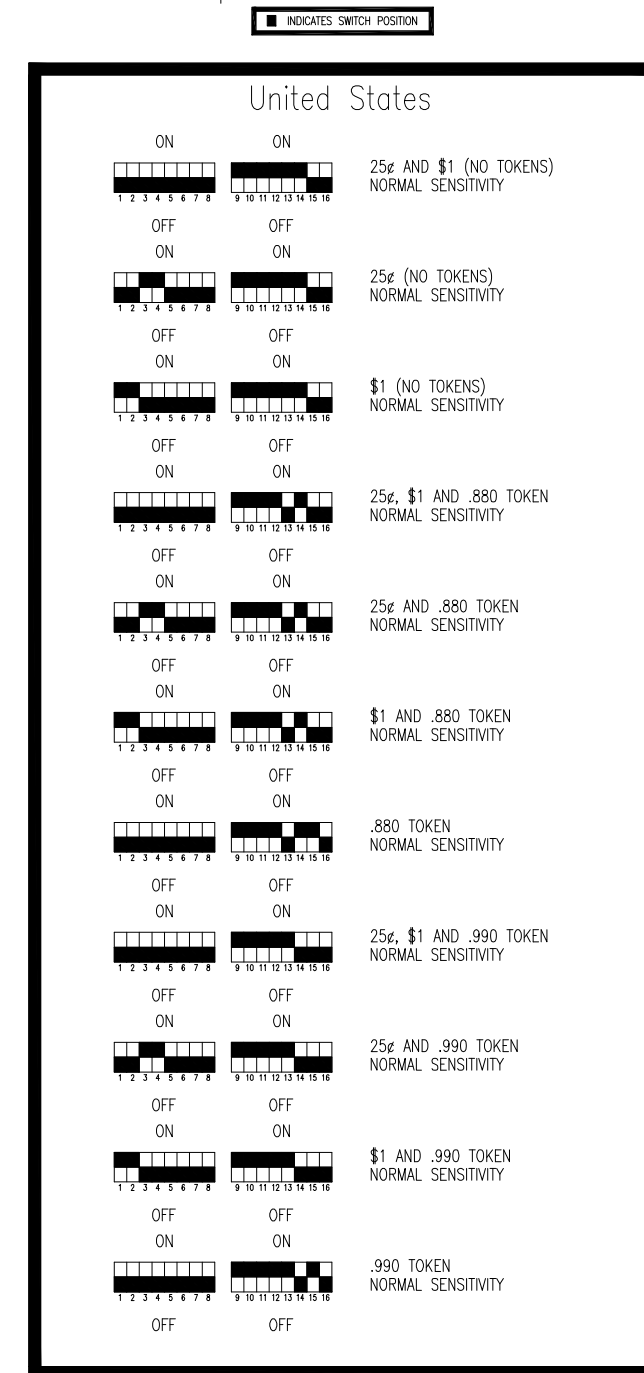 INDICATES SWITCH POSITION
United States
ON ON
25¢ AND $1 (NO TOKENS)
NORMAL SENSITIVITY
1 2 3 4 5 6 7 8 9 10 11 12 13 14 15 16
OFF OFF
ON ON
25¢ (NO TOKENS)
NORMAL SENSITIVITY
1 2 3 4 5 6 7 8 9 10 11 12 13 14 15 16
OFF OFF
ON ON
$1 (NO TOKENS)
NORMAL SENSITIVITY
1 2 3 4 5 6 7 8 9 10 11 12 13 14 15 16
OFF OFF
ON ON
25¢, $1 AND .880 TOKEN
NORMAL SENSITIVITY
1 2 3 4 5 6 7 8 9 10 11 12 13 14 15 16
OFF OFF
ON ON
25¢ AND .880 TOKEN
NORMAL SENSITIVITY
1 2 3 4 5 6 7 8 9 10 11 12 13 14 15 16
OFF OFF
ON ON
$1 AND .880 TOKEN
NORMAL SENSITIVITY
1 2 3 4 5 6 7 8 9 10 11 12 13 14 15 16
OFF OFF
ON ON
.880 TOKEN
NORMAL SENSITIVITY
1 2 3 4 5 6 7 8 9 10 11 12 13 14 15 16
OFF OFF
ON ON
25¢, $1 AND .990 TOKEN
NORMAL SENSITIVITY
1 2 3 4 5 6 7 8 9 10 11 12 13 14 15 16
OFF OFF
ON ON
25¢ AND .990 TOKEN
NORMAL SENSITIVITY
1 2 3 4 5 6 7 8 9 10 11 12 13 14 15 16
OFF OFF
ON ON
$1 AND .990 TOKEN
NORMAL SENSITIVITY
1 2 3 4 5 6 7 8 9 10 11 12 13 14 15 16
OFF OFF
ON ON
.990 TOKEN
NORMAL SENSITIVITY
1 2 3 4 5 6 7 8 9 10 11 12 13 14 15 16
OFF OFF